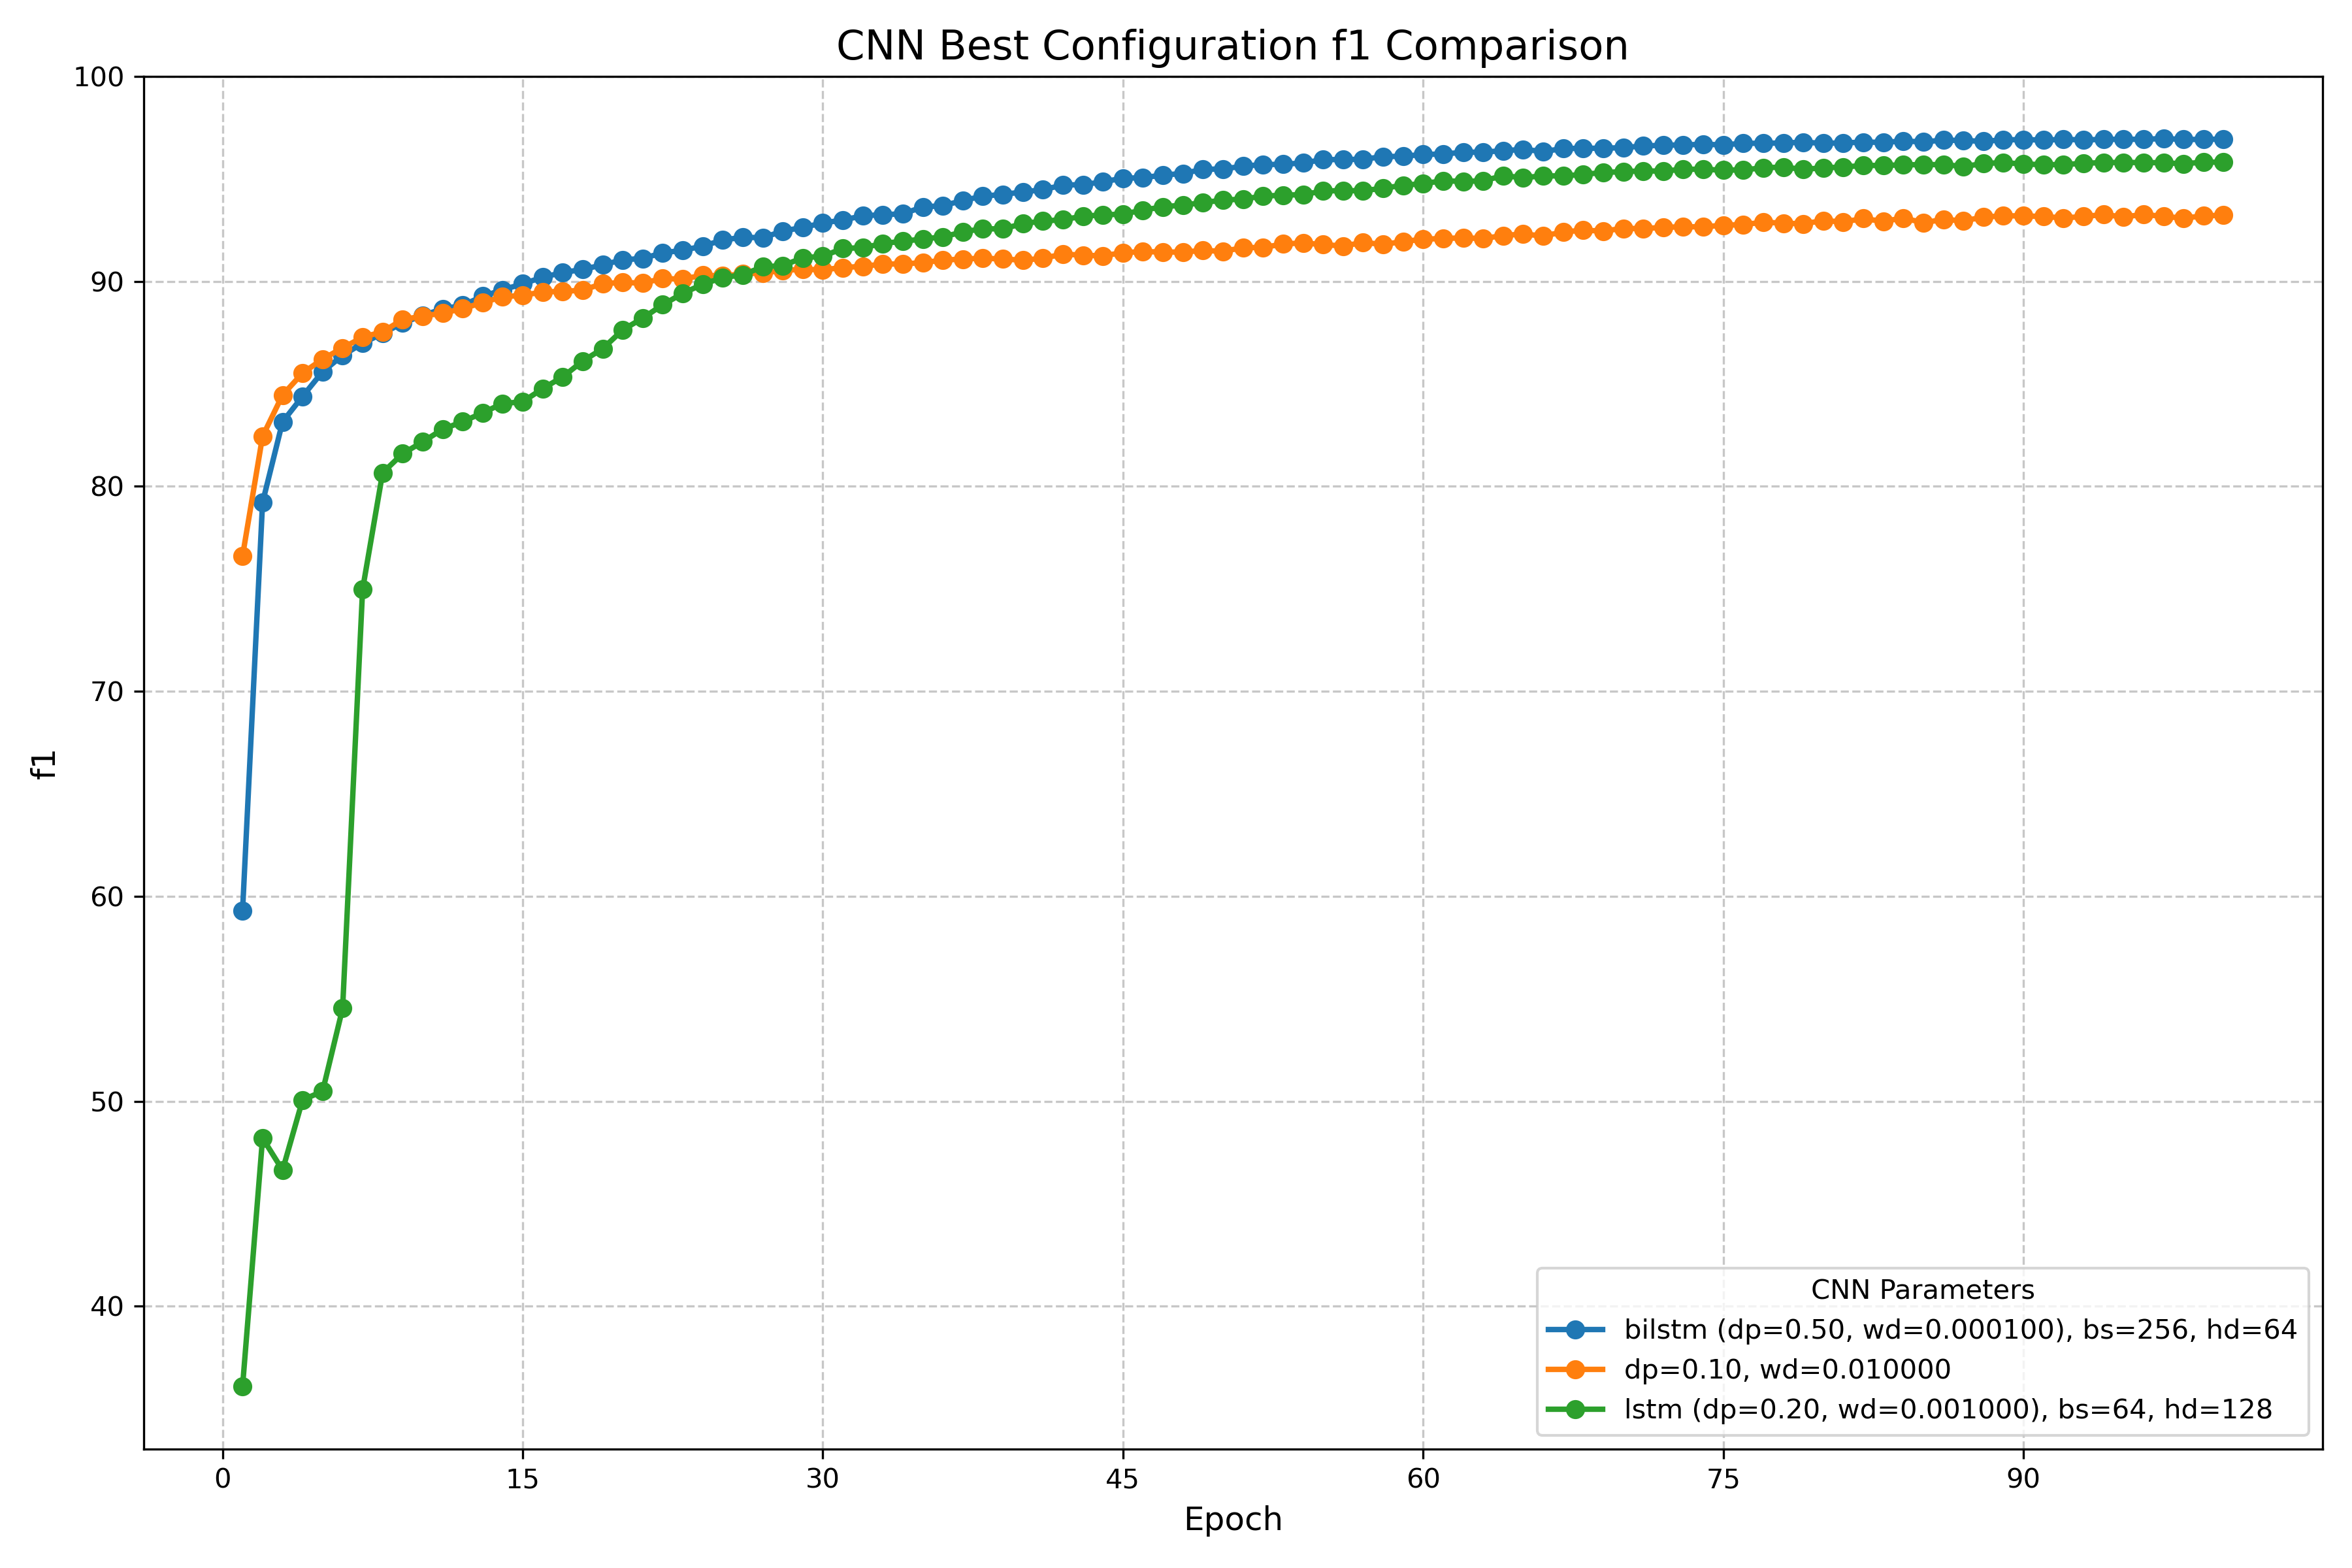 CNN Best Configuration f1 Comparison
100
90
80
70
60
50
40
f1
0 15 30 45 60 75 90
Epoch
CNN Parameters
bilstm (dp=0.50, wd=0.000100), bs=256, hd=64
dp=0.10, wd=0.010000
lstm (dp=0.20, wd=0.001000), bs=64, hd=128